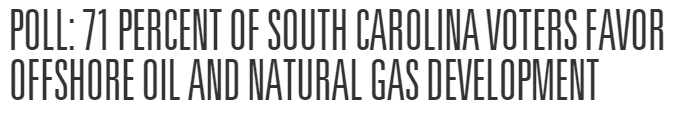 POLL: 71 PERCENT OF SOUTH CAROLINA VOTERS FAVOR
OFFSHORE OIL AND NATURAL GAS DEVELOPMENT